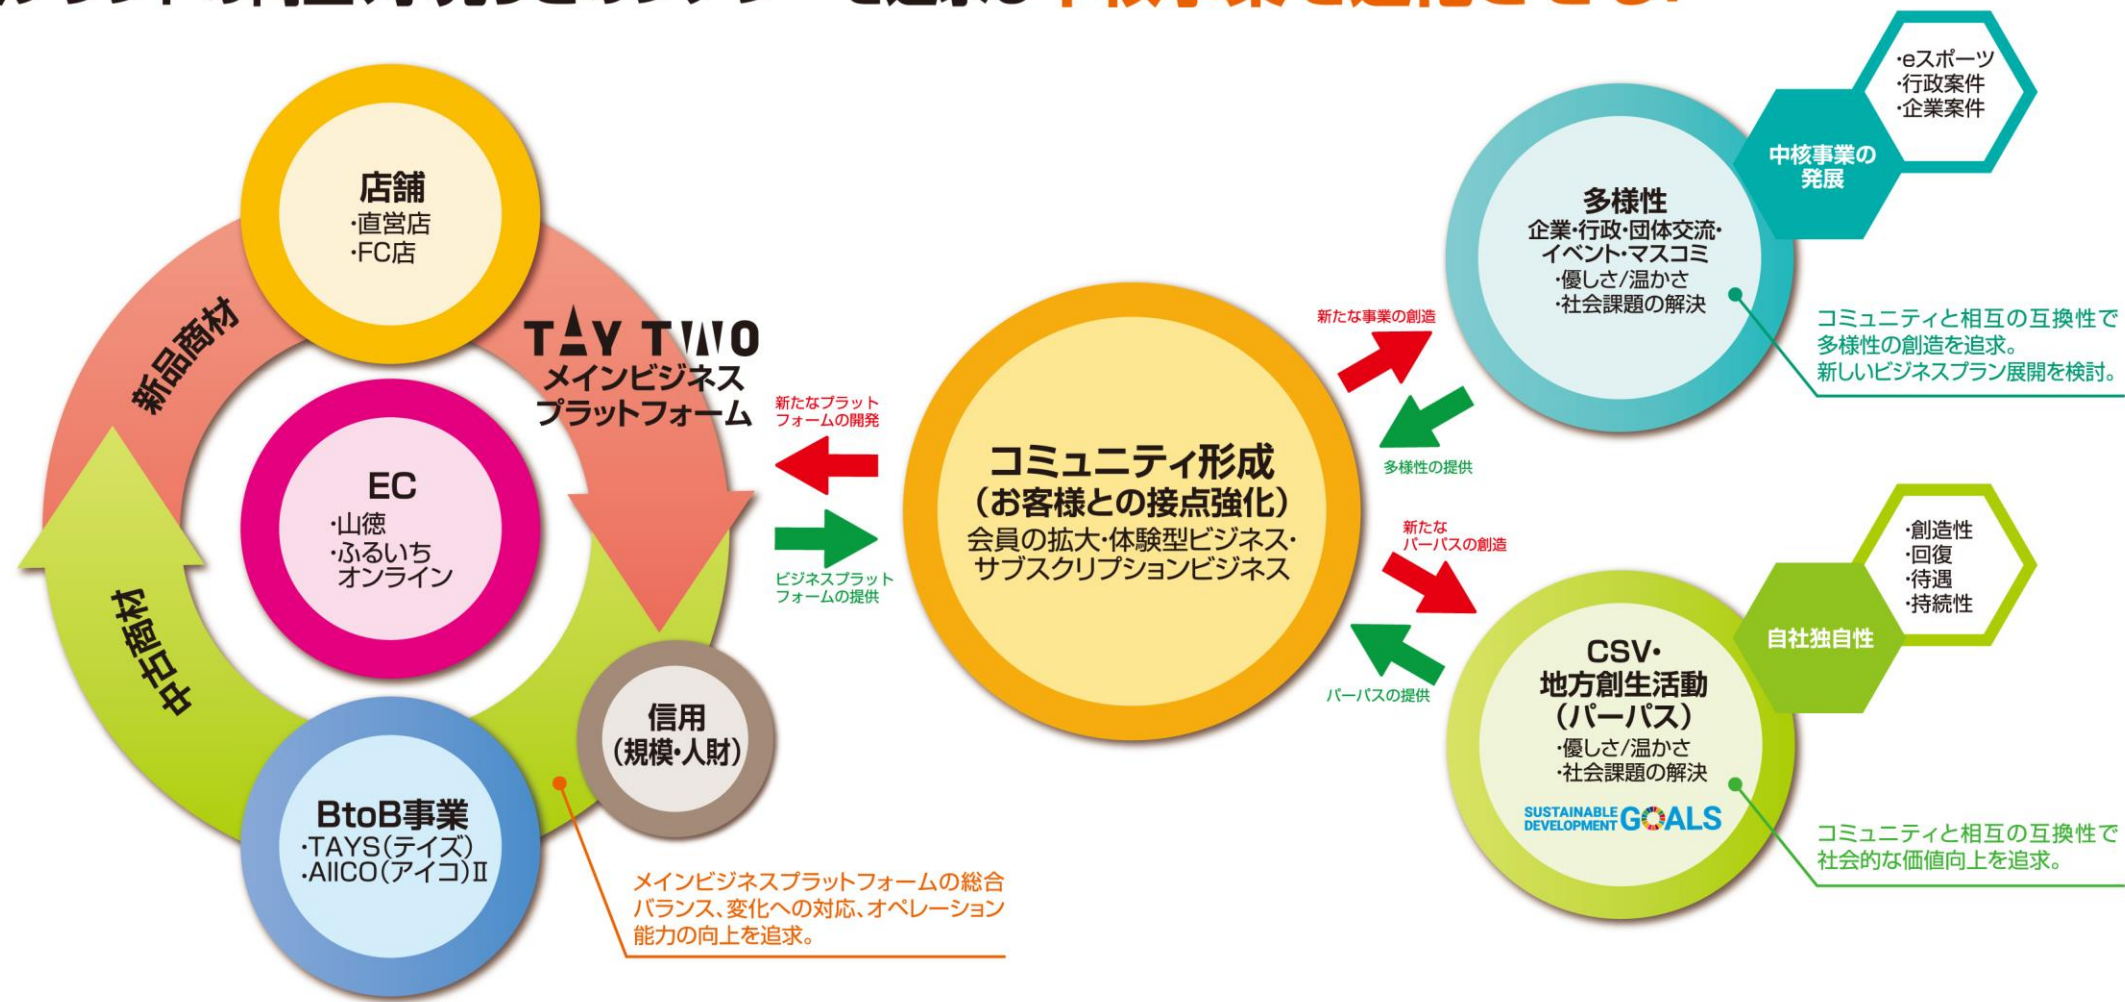 中核事業を進化させる。
店舗
・直営店
・FC店
新品商材
TAY TWO
メインビジネス
プラットフォーム
EC
・山徳
・ふるいち
オンライン
中古商材
信用
(規模・人財)
BtoB事業
・TAYS(テイズ)
・AIICO(アイコ)Ⅱ
メインビジネスプラットフォームの総合
バランス、変化への対応、オペレーション
能力の向上を追求。
新たなプラット
フォームの開発
ビジネスプラット
フォームの提供
コミュニティ形成
(お客様との接点強化)
会員の拡大・体験型ビジネス・
サブスクリプションビジネス
新たな事業の創造
多様性の提供
新たな
パーパスの創造
パーパスの提供
多様性
企業・行政・団体交流・
イベント・マスコミ
・優しさ/温かさ
・社会課題の解決
中核事業の
発展
・eスポーツ
・行政案件
・企業案件
コミュニティと相互の互換性で
多様性の創造を追求。
新しいビジネスプラン展開を検討。
CSV・
地方創生活動
(パーパス)
・優しさ/温かさ
・社会課題の解決
SUSTAINABLE
DEVELOPMENT GOALS
自社独自性
・創造性
・回復
・待遇
・持続性
コミュニティと相互の互換性で
社会的な価値向上を追求。